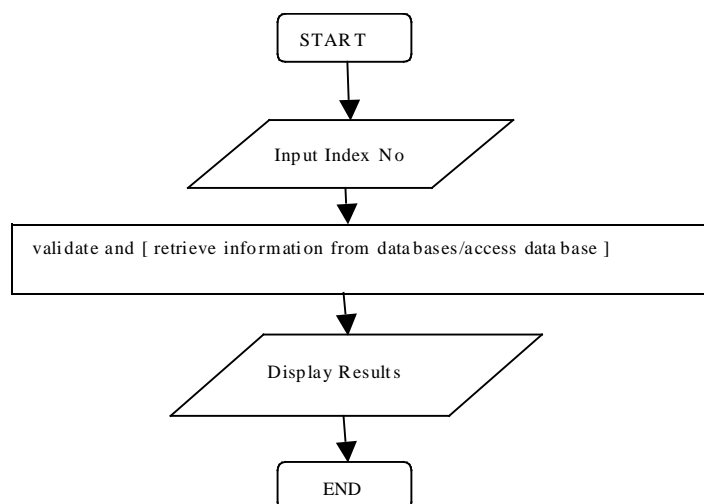 START
Input Index No
validate and [ retrieve information from databases/access data base ]
Display Results
END